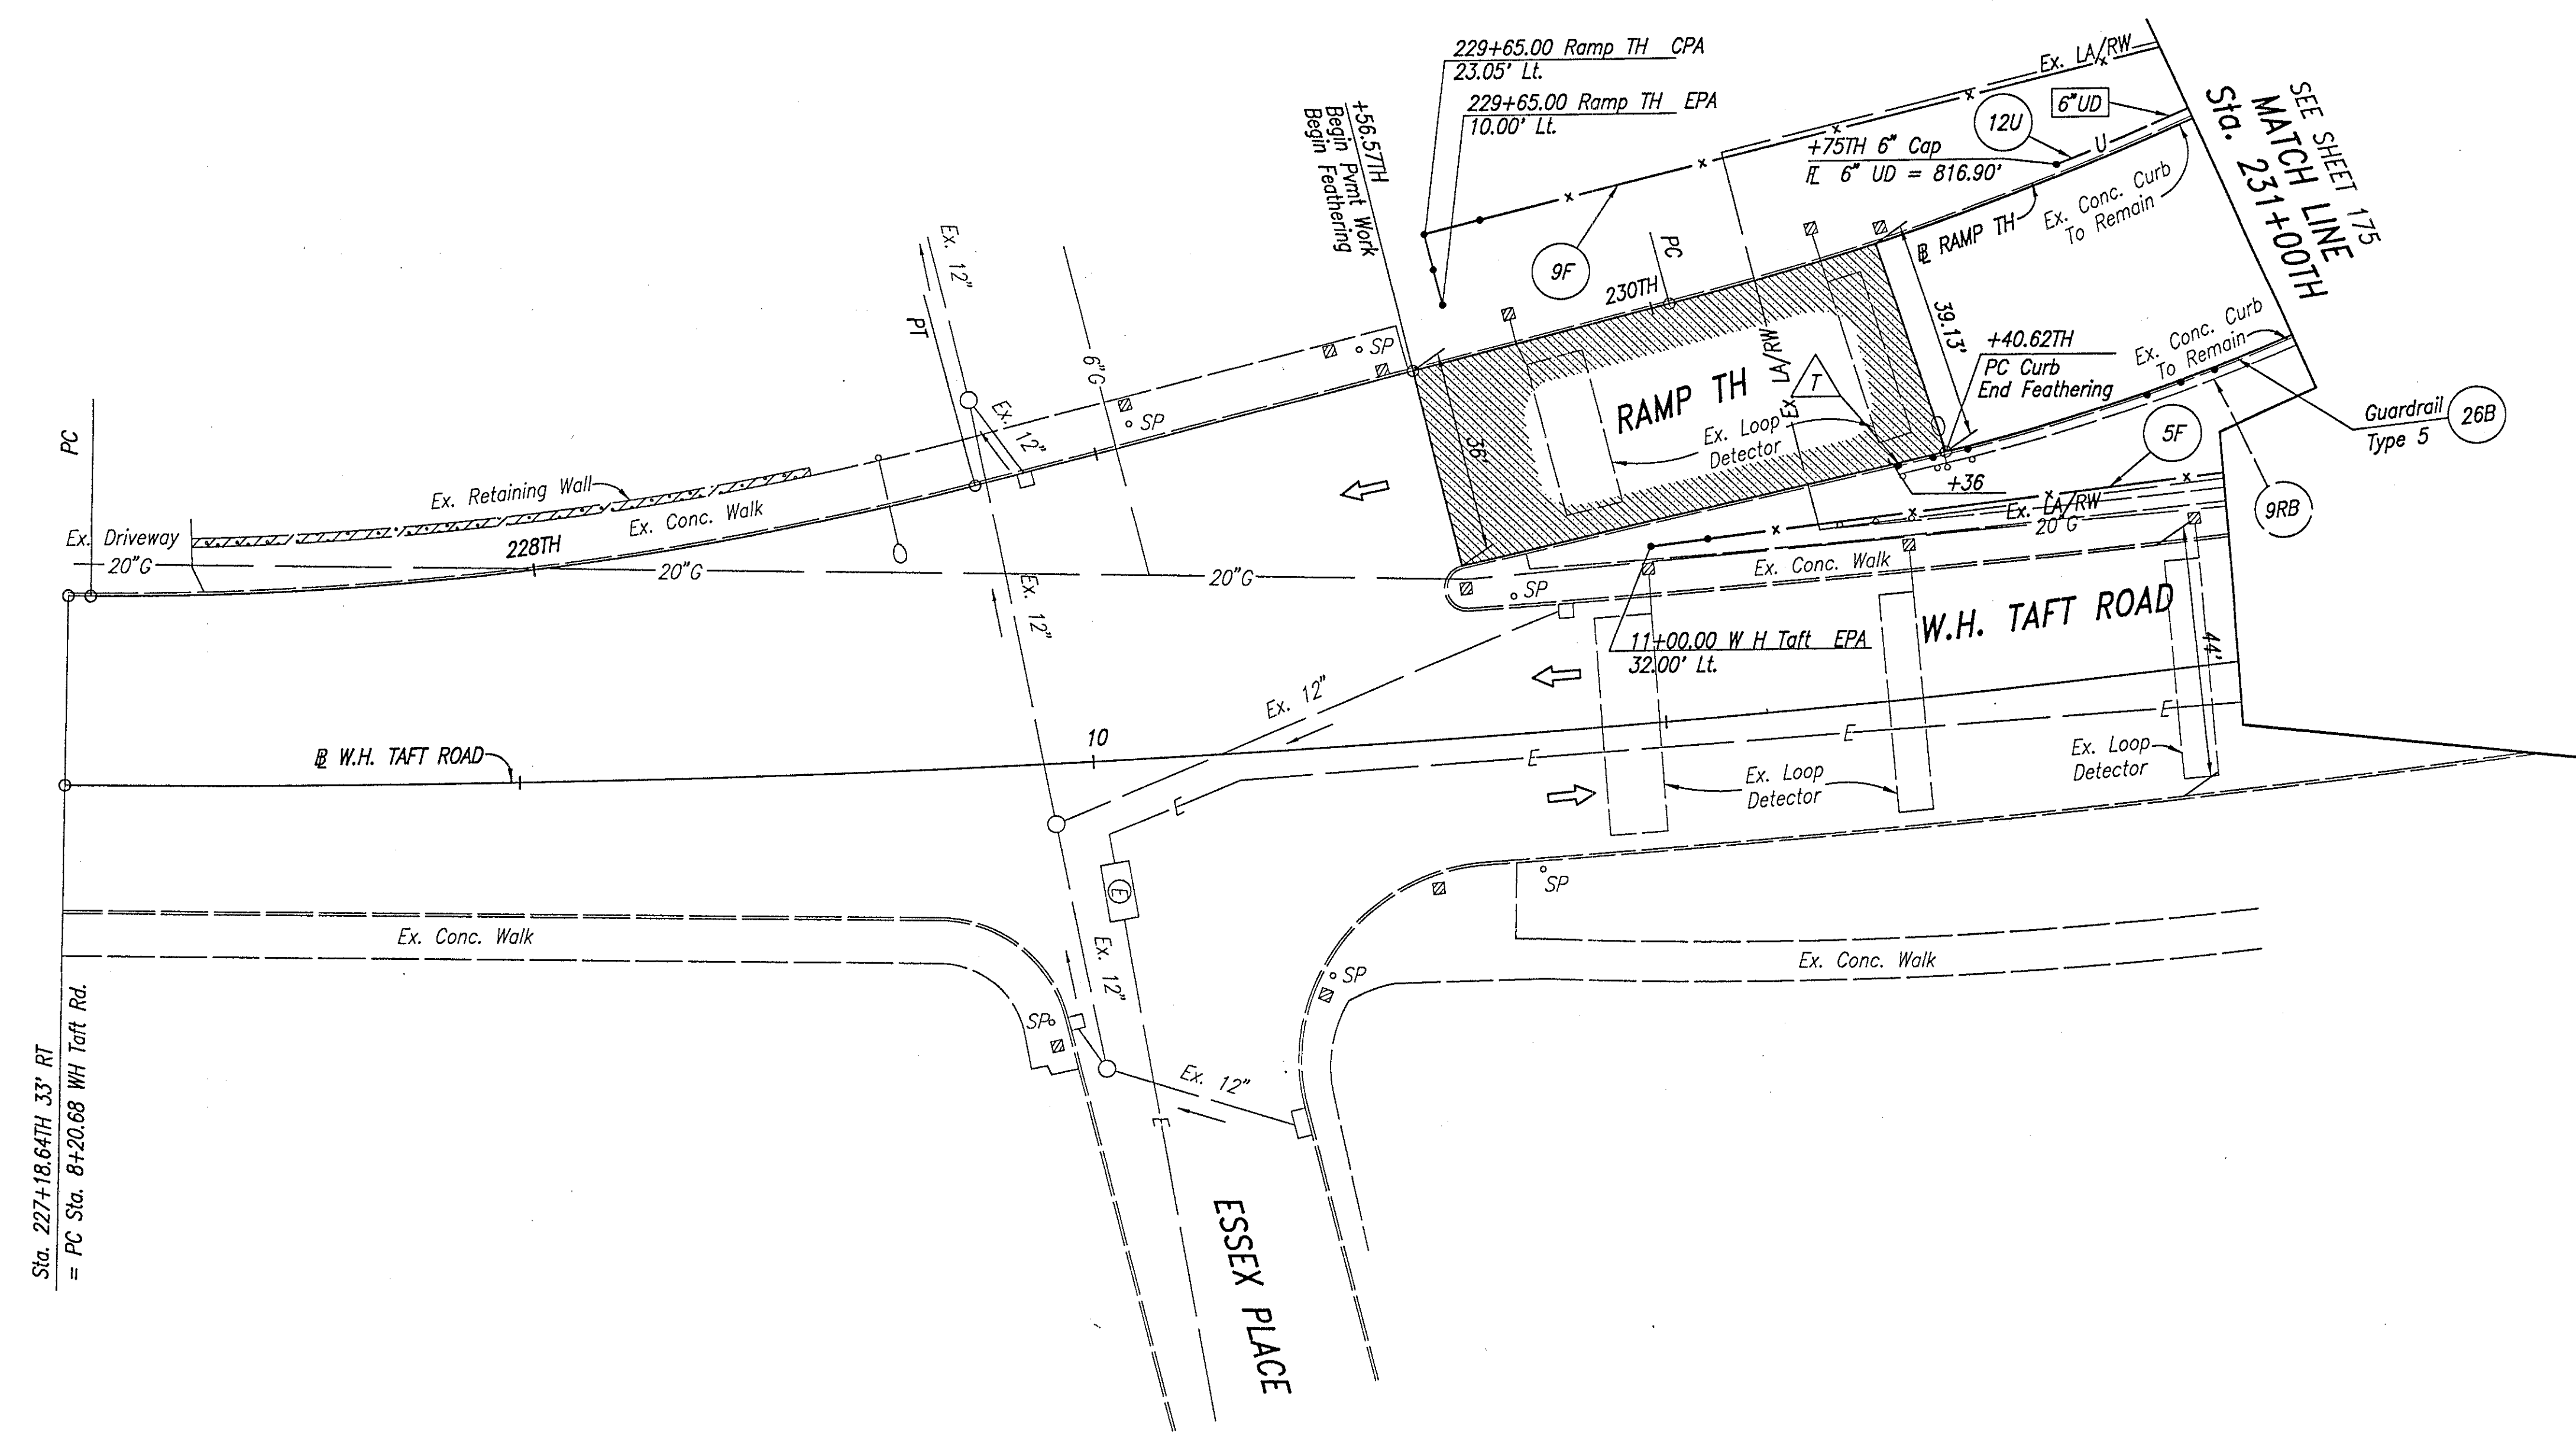 229+65.00 Ramp TH CPA
23.05' Lt.
229+65.00 Ramp TH EPA
10.00' Lt.
+56.57TH
Begin Pvmt Work
Begin Feathering
Ex. LA/RW
6" UD
12U
+75TH 6" Cap
℄ 6" UD = 816.90'
U
SEE SHEET 175
MATCH LINE
Sta. 231+00TH
Ex. Conc. Curb
To Remain
℄ RAMP TH
9F
PC
230TH
39.13'
+40.62TH
PC Curb
End Feathering
Ex. Conc. Curb
To Remain
Guardrail
Type 5
26B
5F
9RB
RAMP TH
Ex. Loop
Detector
T
Ex. LA/RW
36'
+36
Ex. LA/RW
20"G
Ex. 12"
PT
6"G
SP
SP
Ex. 12"
PC
Ex. Retaining Wall
Ex. Conc. Walk
Ex. Driveway
20"G
228TH
20"G
20"G
Ex. 12"
SP
Ex. Conc. Walk
W.H. TAFT ROAD
44'
11+00.00 W H Taft EPA
32.00' Lt.
Ex. 12"
10
℄ W.H. TAFT ROAD
E
E
E
E
Ex. Loop
Detector
Ex. Loop
Detector
E
SP
Ex. Conc. Walk
Ex. 12"
SP
Ex. Conc. Walk
SP
Ex. 12"
E
ESSEX PLACE
Sta. 227+18.64TH 33' RT
= PC Sta. 8+20.68 WH Taft Rd.